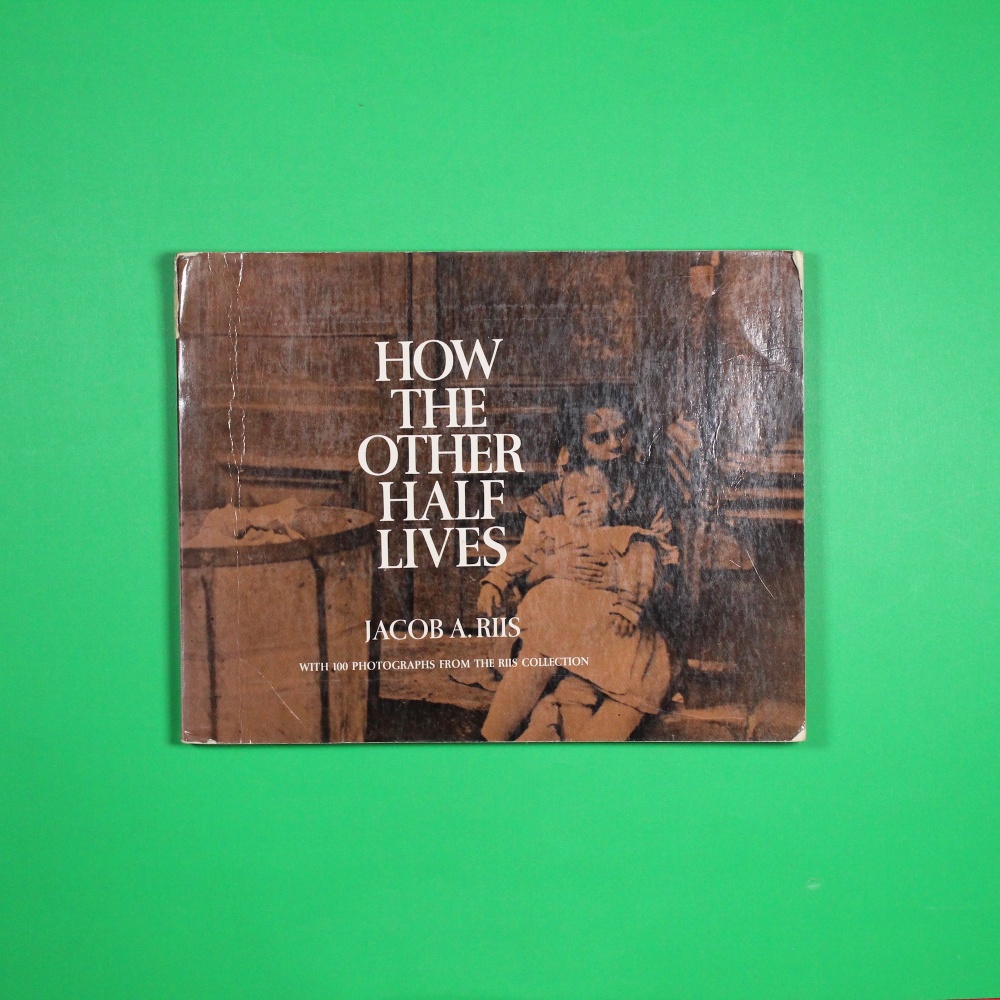 HOW
THE
OTHER
HALF
LIVES
JACOB A. RIIS
WITH 100 PHOTOGRAPHS FROM THE RIIS COLLECTION